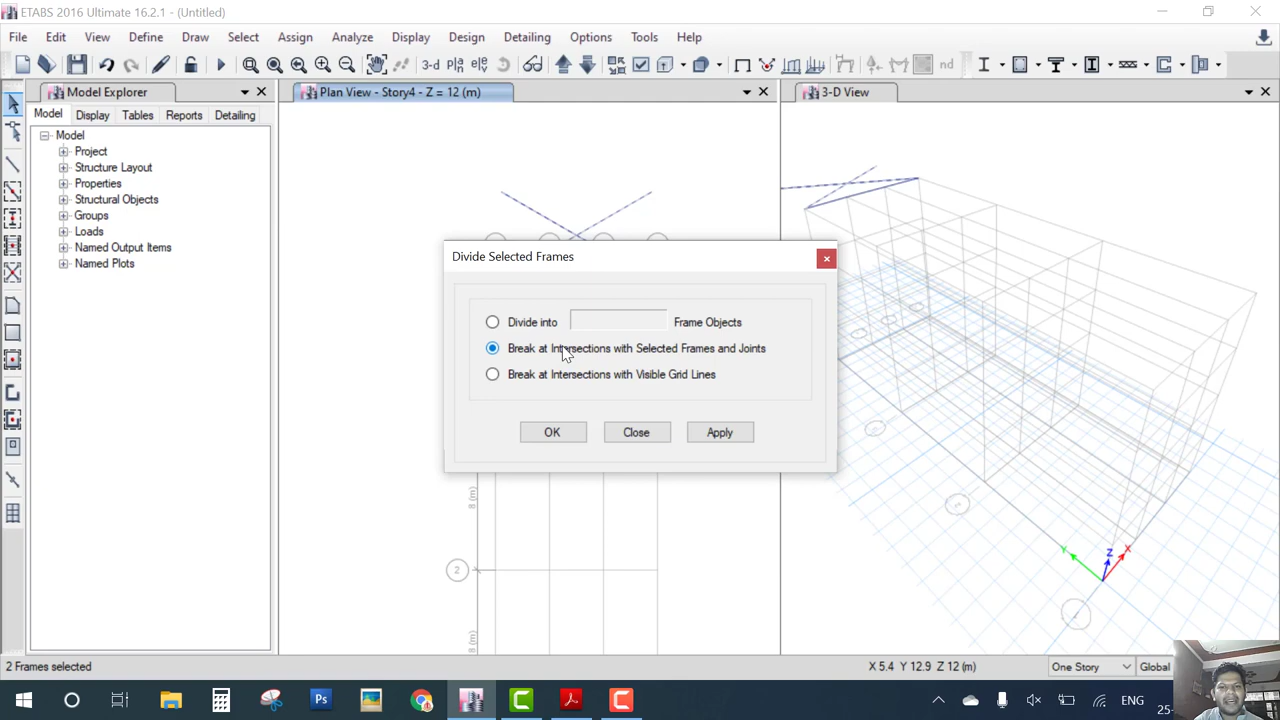 ETABS 2016 Ultimate 16.2.1 - (Untitled)
File Edit View Define Draw Select Assign Analyze Display Design Detailing Options Tools Help
3-d nd
Model Explorer
Plan View - Story4 - Z = 12 (m)
3-D View
Model Display Tables Reports Detailing
Model
Project
Structure Layout
Properties
Structural Objects
Groups
Loads
Named Output Items
Named Plots
Divide Selected Frames
Divide into Frame Objects
Break at Intersections with Selected Frames and Joints
Break at Intersections with Visible Grid Lines
OK Close Apply
8 (m)
2
8 (m)
Y Z X
2 Frames selected
X 5.4 Y 12.9 Z 12 (m)
One Story
Global
Ps
ENG
25-